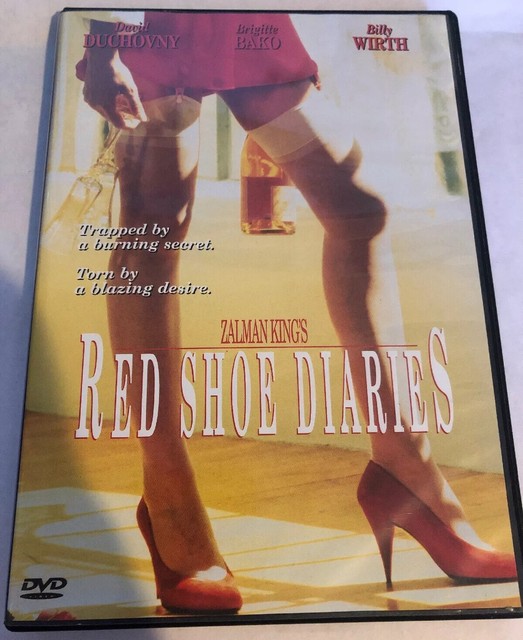 David Brigitte Billy
DUCHOVNY BAKO WIRTH
Trapped by
a burning secret.
Torn by
a blazing desire.
ZALMAN KING'S
RED SHOE DIARIES
DVD